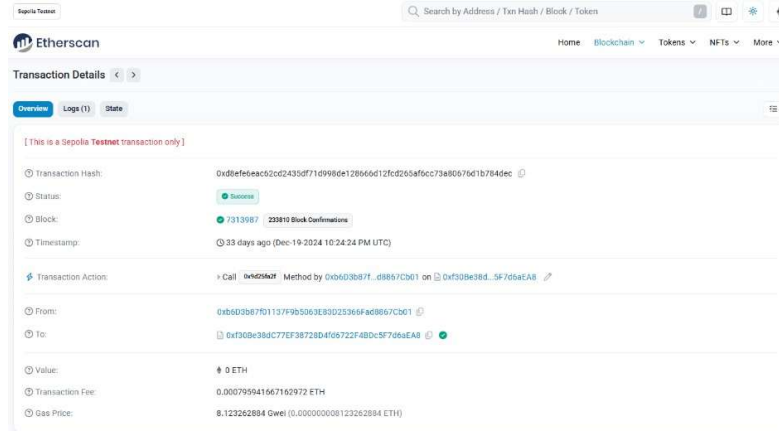 Sepolia Testnet
Search by Address / Txn Hash / Block / Token /
Etherscan
Home Blockchain Tokens NFTs More
Transaction Details < >
Overview Logs (1) State
[ This is a Sepolia Testnet transaction only ]
Transaction Hash: 0xd8efe6eac62cd2435df71d998de128666d12fcd265af6cc73a80676d1b784dec
Status: Success
Block: 7313987 233810 Block Confirmations
Timestamp: 33 days ago (Dec-19-2024 10:24:24 PM UTC)
Transaction Action: Call 0x9d25fa2f Method by 0xb6D3b87f...d8867Cb01 on 0xf30Be38d...5F7d6aEA8
From: 0xb6D3b87f01137F9b5063E83D25366Fad8867Cb01
To: 0xf30Be38dC77EF38728D4fd6722F4BDc5F7d6aEA8
Value: 0 ETH
Transaction Fee: 0.000795941667162972 ETH
Gas Price: 8.123262884 Gwei (0.000000008123262884 ETH)